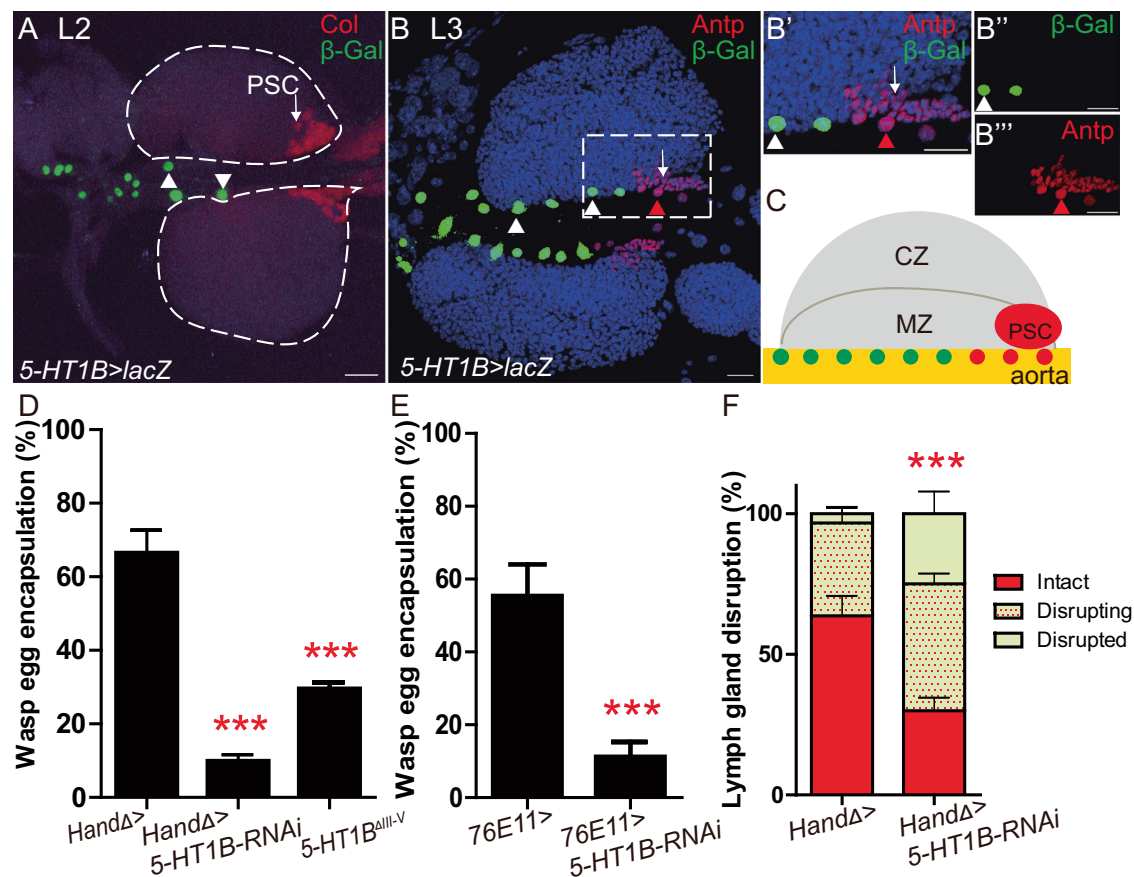 A L2
Col
β-Gal
PSC
5-HT1B>lacZ
B L3
Antp
β-Gal
5-HT1B>lacZ
B'
Antp
β-Gal
B''
β-Gal
B'''
Antp
C
CZ
MZ
PSC
aorta
D
Wasp egg encapsulation (%)
100
80
60
40
20
0
***
***
HandΔ>
HandΔ>
5-HT1B-RNAi
5-HT1B^ΔIII-V
E
Wasp egg encapsulation (%)
100
80
60
40
20
0
***
76E11>
76E11>
5-HT1B-RNAi
F
Lymph gland disruption (%)
100
50
0
***
HandΔ>
HandΔ>
5-HT1B-RNAi
Intact
Disrupting
Disrupted